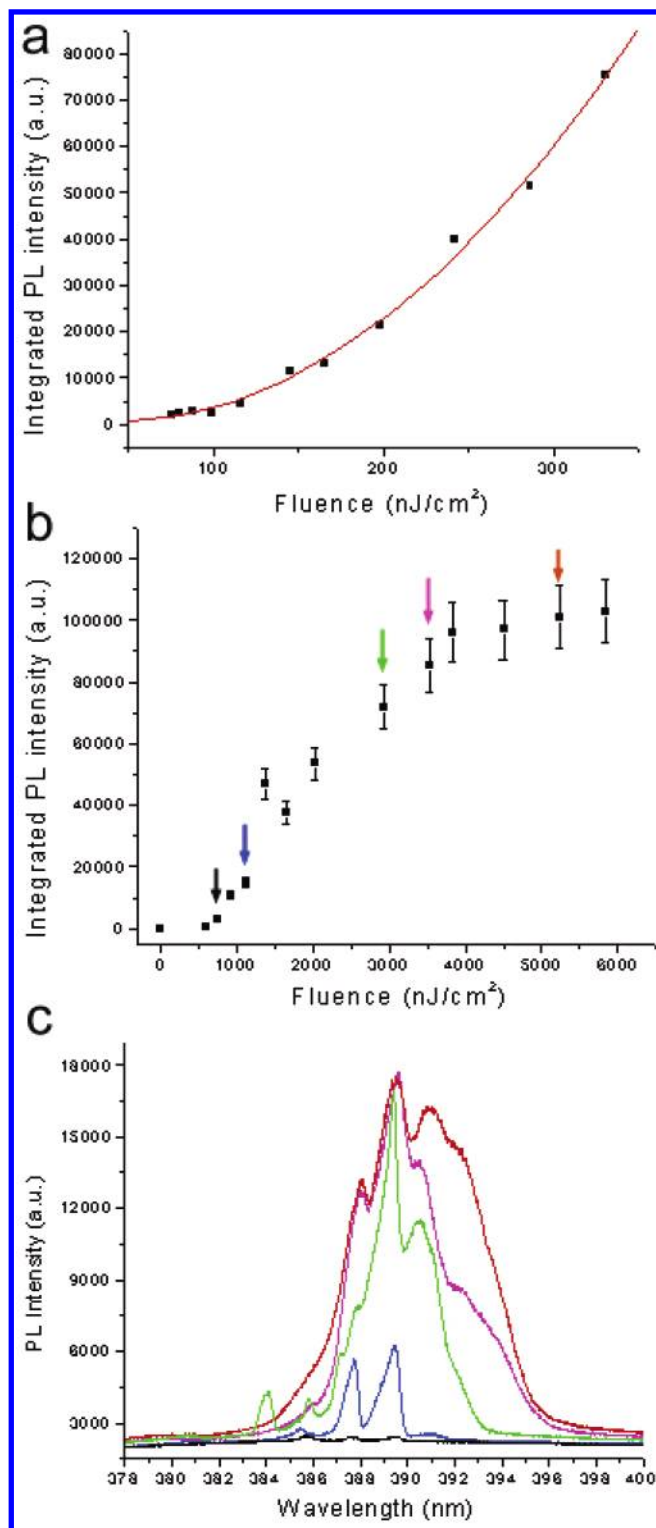 a
Integrated PL intensity (a.u.)
80000
70000
60000
50000
40000
30000
20000
10000
0
100 200 300
Fluence (nJ/cm²)
b
Integrated PL intensity (a.u.)
120000
100000
80000
60000
40000
20000
0
0 1000 2000 3000 4000 5000 6000
Fluence (nJ/cm²)
c
PL Intensity (a.u.)
18000
15000
12000
9000
6000
3000
378 380 382 384 386 388 390 392 394 396 398 400
Wavelength (nm)